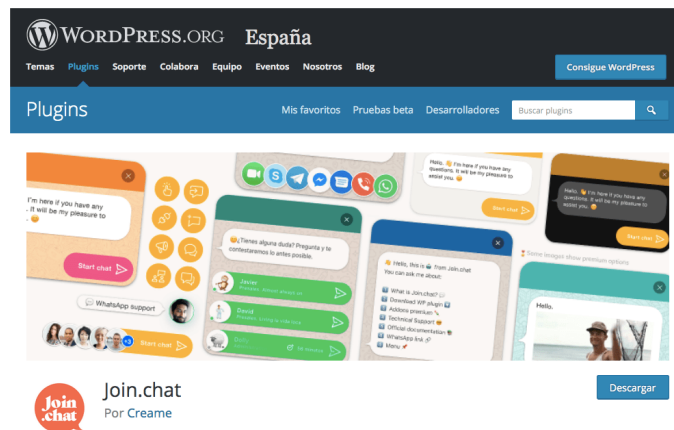 WORDPRESS.ORG España
Temas Plugins Soporte Colabora Equipo Eventos Nosotros Blog
Consigue WordPress
Plugins
Mis favoritos Pruebas beta Desarrolladores
Buscar plugins
I'm here if you have any
. It will be my pleasure to
Start chat
WhatsApp support
+3
Start chat
¿Tienes alguna duda? Pregunta y te
contestaremos lo antes posible.
Javier
David
Hello. I'm here if you have any
questions. It will be my pleasure to
assist you.
Start chat
Hello, this is from Join.chat
You can ask me about:
What is Join.chat?
Download WP plugin
Addons premium
Technical Support
Official documentation
WhatsApp link
Menu
Hello. I'm here if you have any
questions. It will be my pleasure to
assist you.
Start chat
Some images show premium options
Hello.
Join
.chat
Join.chat
Por Creame
Descargar